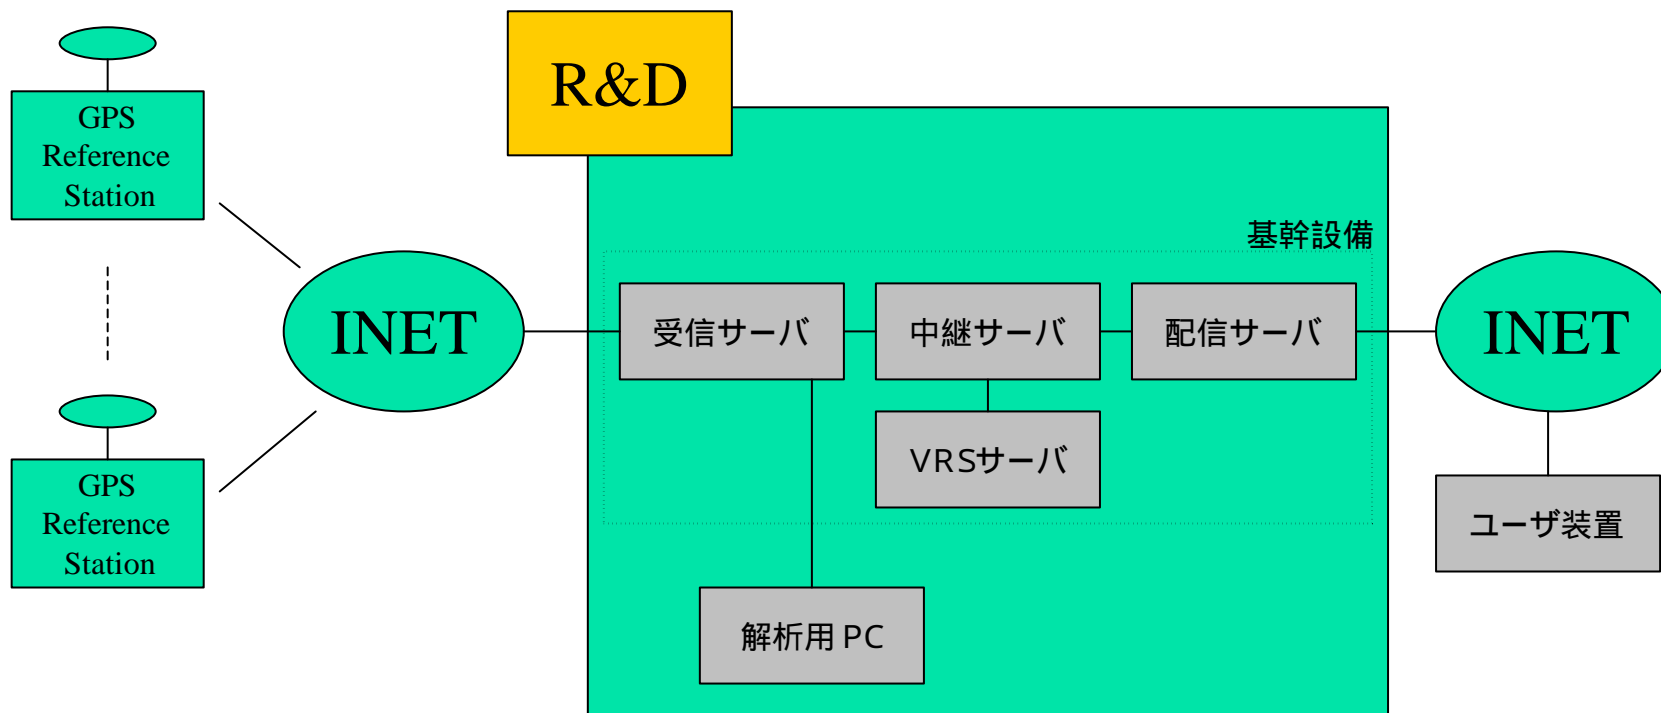 GPS
Reference
Station
GPS
Reference
Station
INET
R&D
基幹設備
受信サーバ
中継サーバ
配信サーバ
VRSサーバ
解析用 PC
INET
ユーザ装置